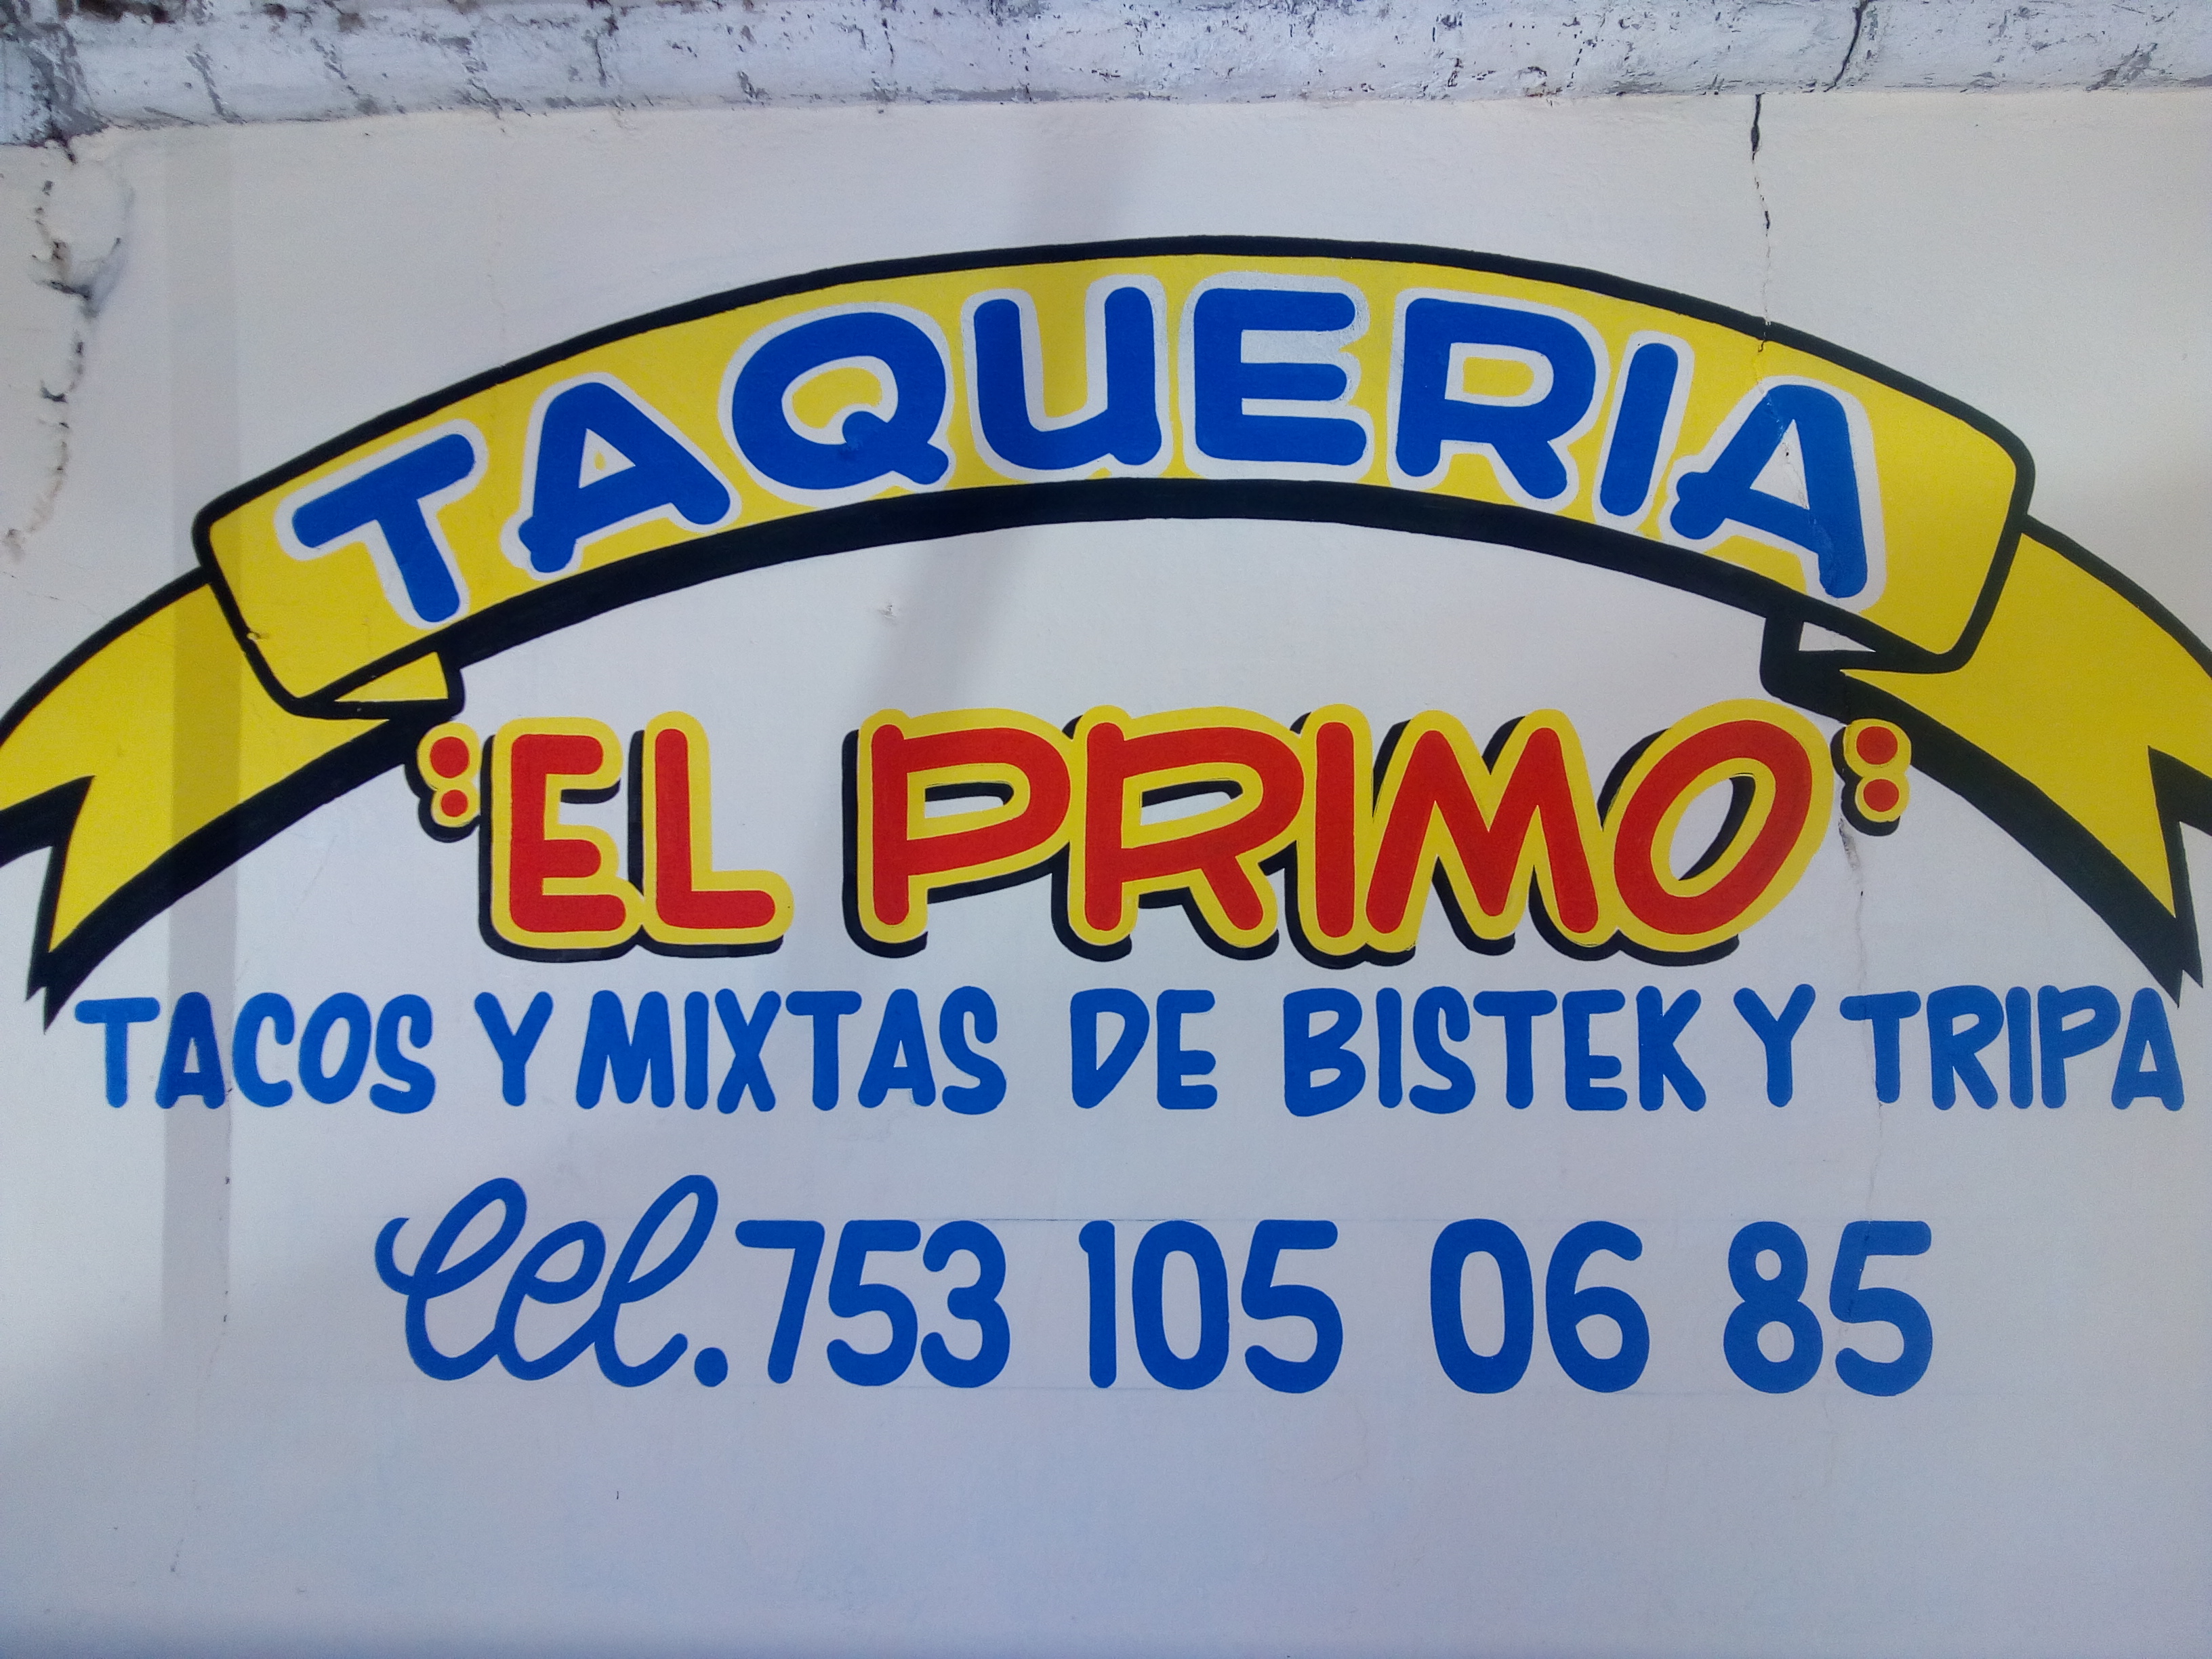 TAQUERIA
"EL PRIMO"
TACOS Y MIXTAS DE BISTEK Y TRIPA
Cel. 753 105 06 85